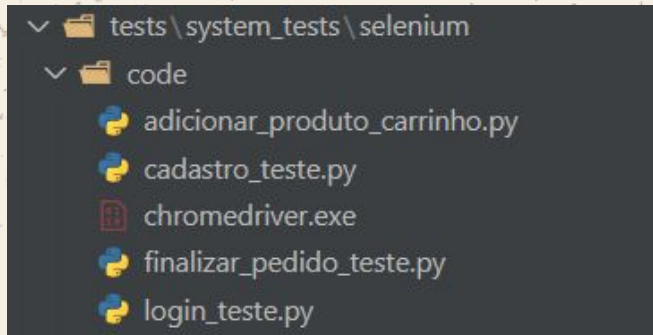 tests\system_tests\selenium
code
adicionar_produto_carrinho.py
cadastro_teste.py
chromedriver.exe
finalizar_pedido_teste.py
login_teste.py